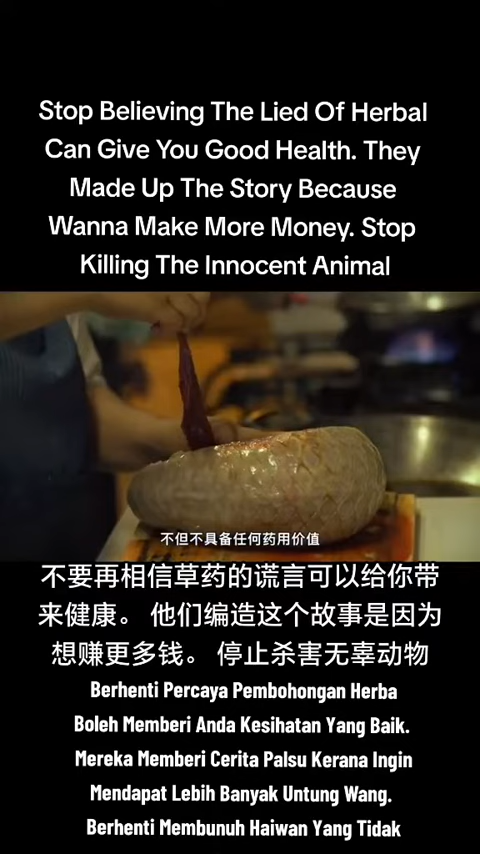 Stop Believing The Lied Of Herbal
Can Give You Good Health. They
Made Up The Story Because
Wanna Make More Money. Stop
Killing The Innocent Animal
不但不具备任何药用价值
不要再相信草药的谎言可以给你带
来健康。 他们编造这个故事是因为
想赚更多钱。 停止杀害无辜动物
Berhenti Percaya Pembohongan Herba
Boleh Memberi Anda Kesihatan Yang Baik.
Mereka Memberi Cerita Palsu Kerana Ingin
Mendapat Lebih Banyak Untung Wang.
Berhenti Membunuh Haiwan Yang Tidak